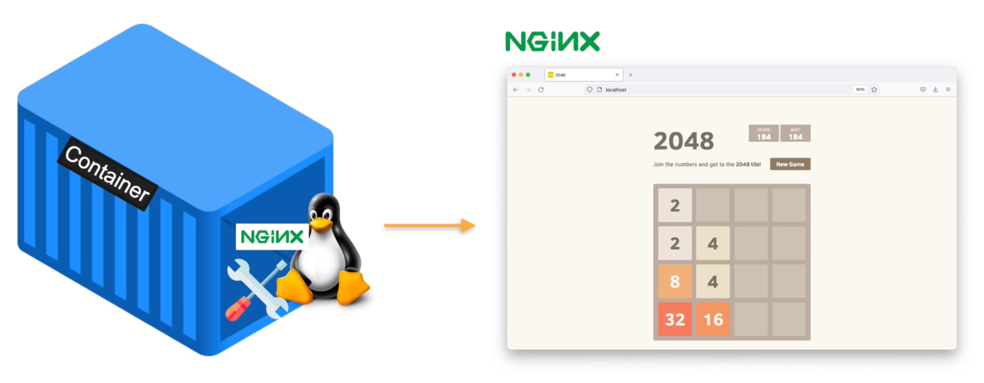 Container
NGINX
NGINX
2048
localhost
90%
2048
SCORE
184
BEST
184
Join the numbers and get to the 2048 tile!
New Game
2
2
4
8
4
32
16